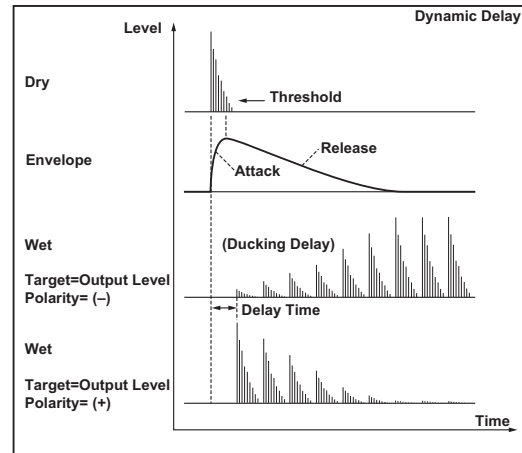 Dynamic Delay
Level
Dry
Threshold
Envelope
Release
Attack
Wet
(Ducking Delay)
Target=Output Level
Polarity= (–)
Delay Time
Wet
Target=Output Level
Polarity= (+)
Time